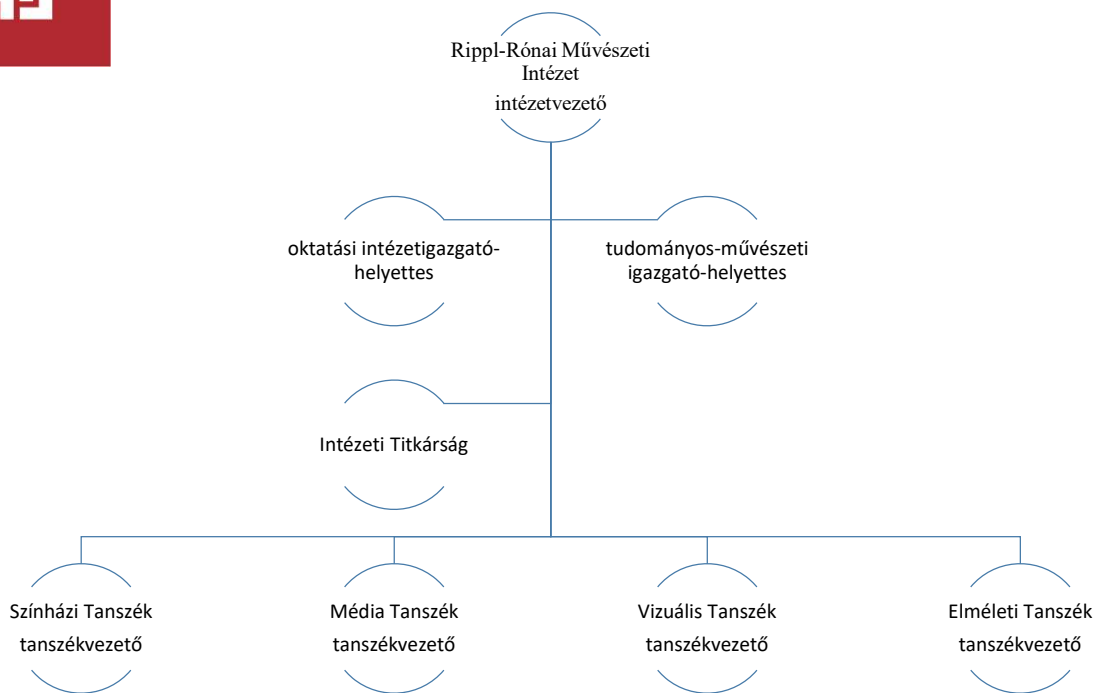 Rippl-Rónai Művészeti
Intézet
intézetvezető
oktatási intézetigazgató-
helyettes
tudományos-művészeti
igazgató-helyettes
Intézeti Titkárság
Színházi Tanszék
tanszékvezető
Média Tanszék
tanszékvezető
Vizuális Tanszék
tanszékvezető
Elméleti Tanszék
tanszékvezető